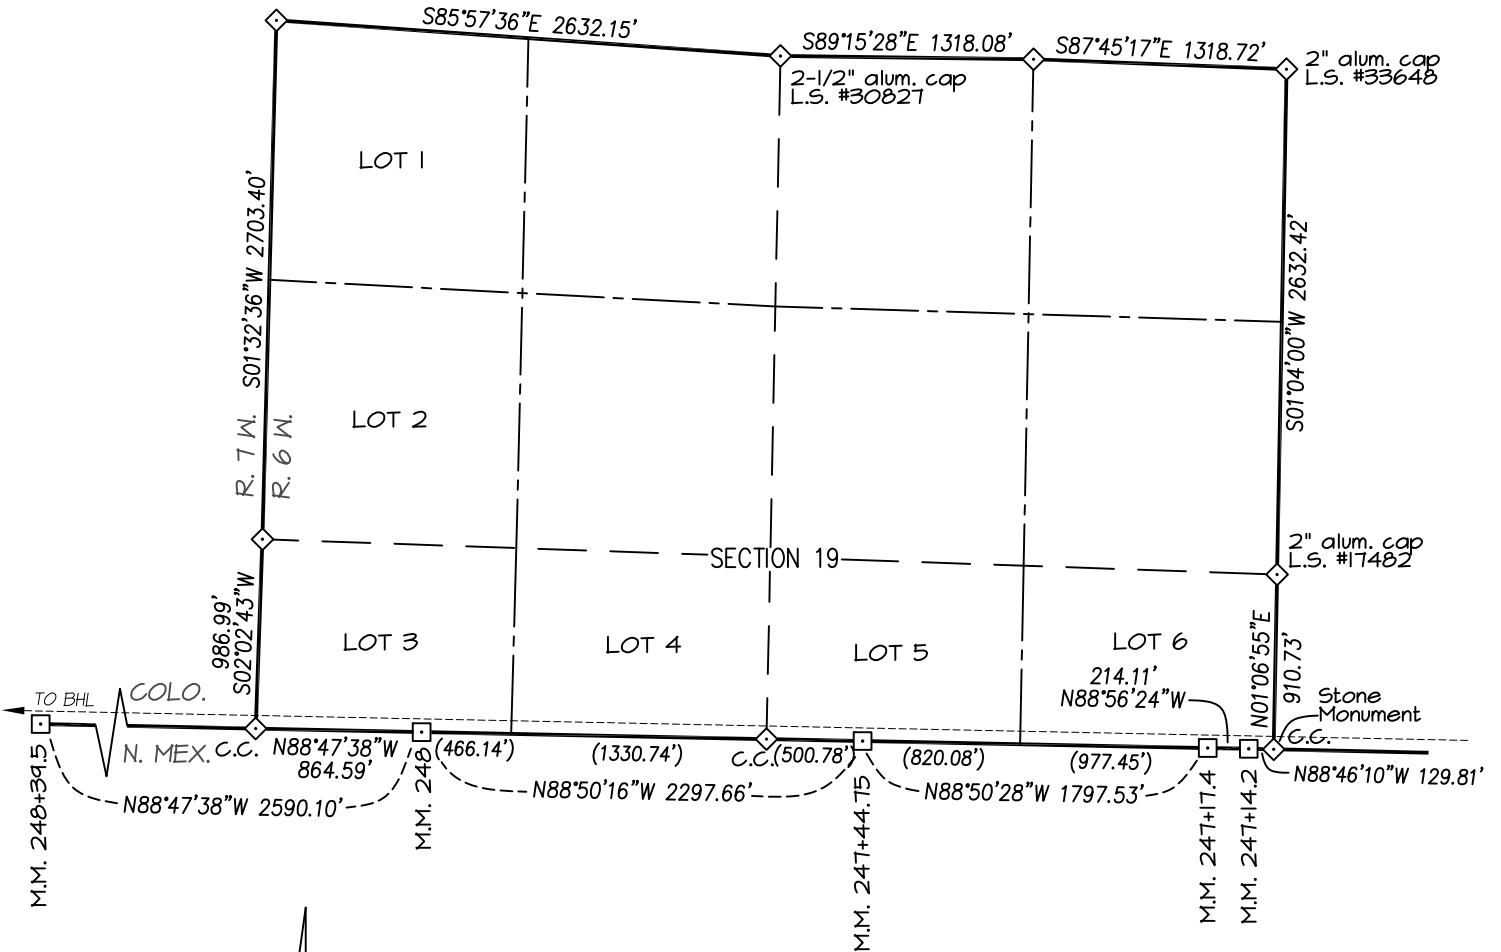 S85°57'36"E 2632.15'
S89°15'28"E 1318.08'
S87°45'17"E 1318.72'
2" alum. cap
L.S. #33648
2-1/2" alum. cap
L.S. #30827
LOT 1
S01°32'36"W 2703.40'
S01°04'00"W 2632.42'
LOT 2
R. 7 W.
R. 6 W.
2" alum. cap
L.S. #17482
SECTION 19
986.99'
S02°02'43"W
LOT 3
LOT 4
LOT 5
LOT 6
214.11'
N88°56'24"W
N01°06'55"E
910.73'
Stone
Monument
TO BHL
COLO.
N. MEX.
C.C.
N88°47'38"W
864.59'
(466.14')
(1330.74')
C.C.
(500.78')
(820.08')
(977.45')
C.C.
N88°46'10"W 129.81'
N88°47'38"W 2590.10'
N88°50'16"W 2297.66'
N88°50'28"W 1797.53'
M.M. 248+39.5
M.M. 248
M.M. 247+44.75
M.M. 247+17.4
M.M. 247+14.2